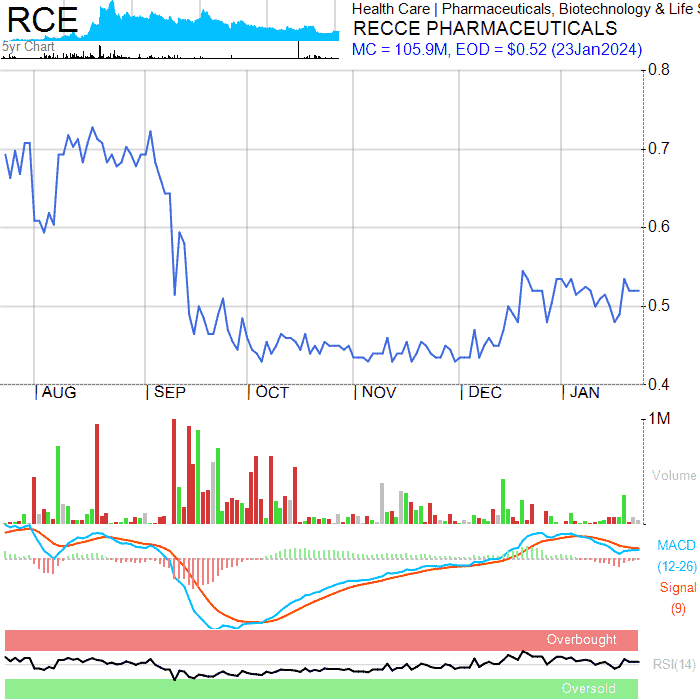 RCE
5yr Chart
Health Care | Pharmaceuticals, Biotechnology & Life S
RECCE PHARMACEUTICALS
MC = 105.9M, EOD = $0.52 (23Jan2024)
0.8
0.7
0.6
0.5
0.4
AUG SEP OCT NOV DEC JAN
1M
Volume
MACD
(12-26)
Signal
(9)
Overbought
RSI(14)
Oversold